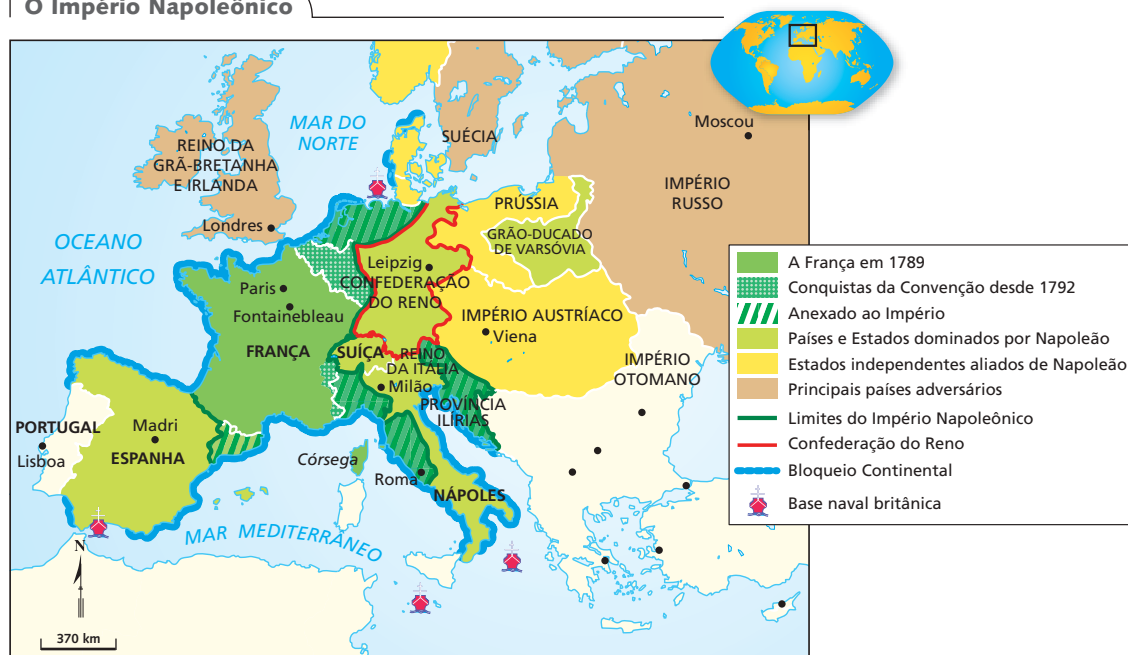 O Império Napoleônico
MAR DO
NORTE
SUÉCIA
Moscou
REINO DA
GRÃ-BRETANHA
E IRLANDA
IMPÉRIO
RUSSO
PRÚSSIA
Londres
GRÃO-DUCADO
DE VARSÓVIA
OCEANO
ATLÂNTICO
Leipzig
CONFEDERAÇÃO
DO RENO
Paris
Fontainebleau
IMPÉRIO AUSTRÍACO
Viena
FRANÇA
SUÍÇA
REINO
DA ITALIA
Milão
IMPÉRIO
OTOMANO
PROVÍNCIA
ILÍRIAS
PORTUGAL
Lisboa
Madri
ESPANHA
Córsega
Roma
NÁPOLES
MAR MEDITERRÂNEO
N
370 km
A França em 1789
Conquistas da Convenção desde 1792
Anexado ao Império
Países e Estados dominados por Napoleão
Estados independentes aliados de Napoleão
Principais países adversários
Limites do Império Napoleônico
Confederação do Reno
Bloqueio Continental
Base naval britânica